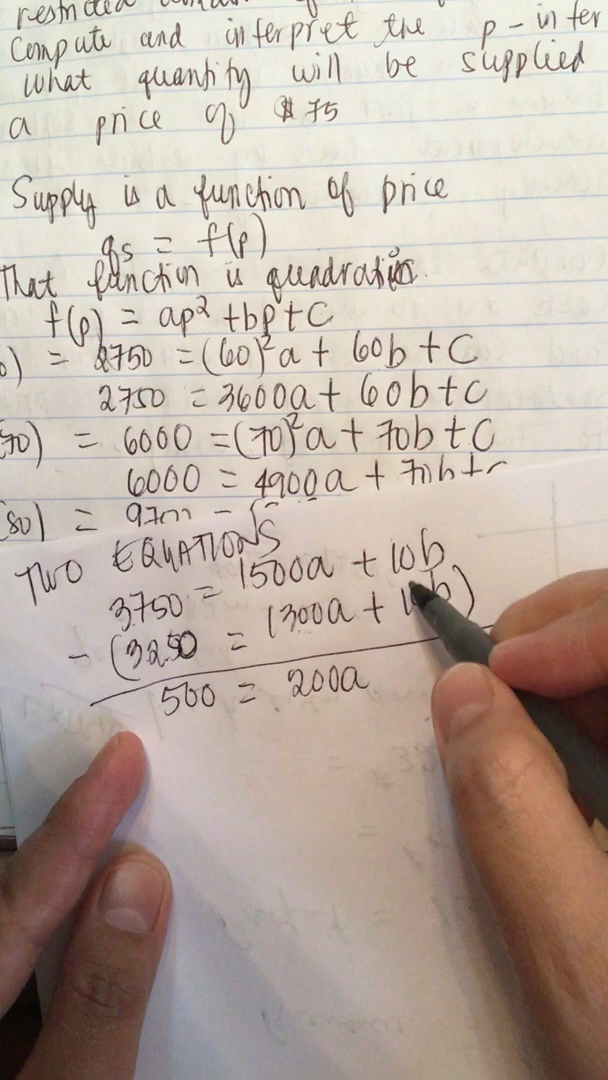 Compute and interpret the p-inter
What quantity will be supplied
a price of $75
Supply is a function of price
qs = f(p)
That function is quadratic
f(p) = ap² + bp + C
0) = 2750 = (60)²a + 60b + C
2750 = 3600a + 60b + C
70) = 6000 = (70)²a + 70b + C
6000 = 4900a + 70b + c
(80) =
TWO EQUATIONS
3750 = 1500a + 10b
- (3250 = 1300a + 10b)
500 = 200a